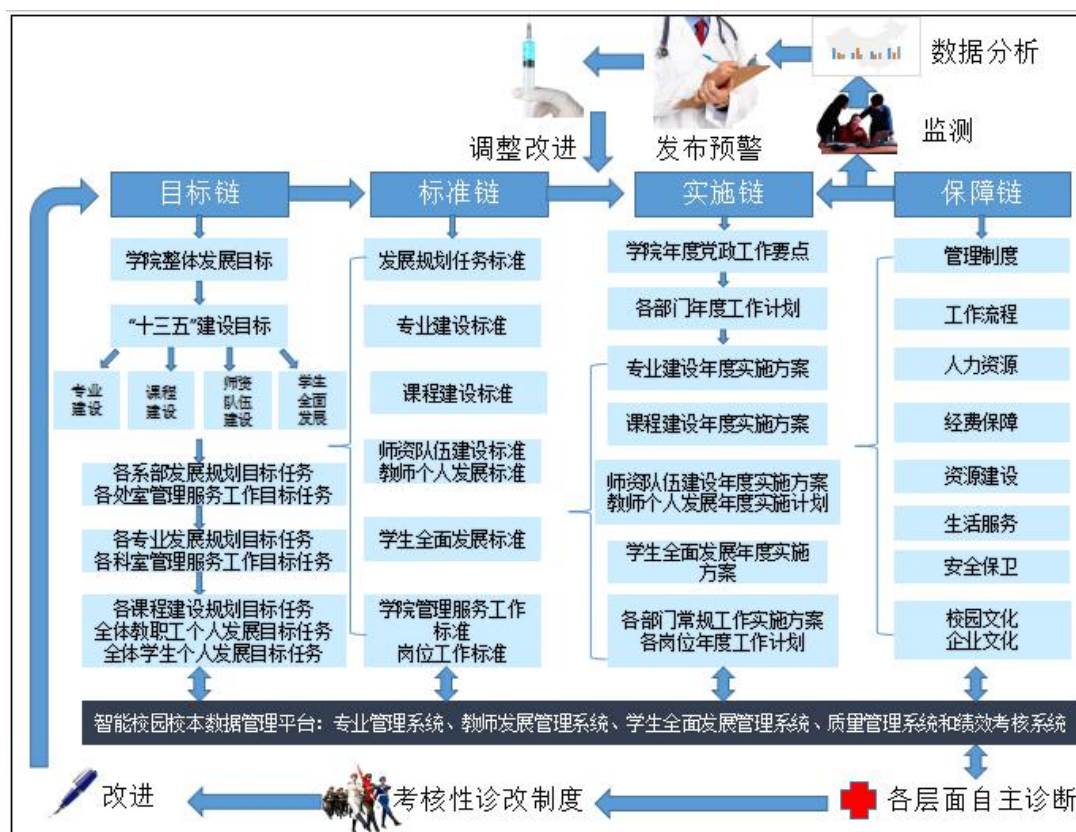 数据分析
监测
发布预警
调整改进
目标链
标准链
实施链
保障链
学院整体发展目标
“十三五”建设目标
专业
建设
课程
建设
师资
队伍
建设
学生
全面
发展
各系部发展规划目标任务
各处室管理服务工作目标任务
各专业发展规划目标任务
各科室管理服务工作目标任务
各课程建设规划目标任务
全体教职工个人发展目标任务
全体学生个人发展目标任务
发展规划任务标准
专业建设标准
课程建设标准
师资队伍建设标准
教师个人发展标准
学生全面发展标准
学院管理服务工作
标准
岗位工作标准
学院年度党政工作要点
各部门年度工作计划
专业建设年度实施方案
课程建设年度实施方案
师资队伍建设年度实施方案
教师个人发展年度实施计划
学生全面发展年度实施
方案
各部门常规工作实施方案
各岗位年度工作计划
管理制度
工作流程
人力资源
经费保障
资源建设
生活服务
安全保卫
校园文化
企业文化
智能校园校本数据管理平台：专业管理系统、教师发展管理系统、学生全面发展管理系统、质量管理系统和绩效考核系统
改进
考核性诊改制度
各层面自主诊断